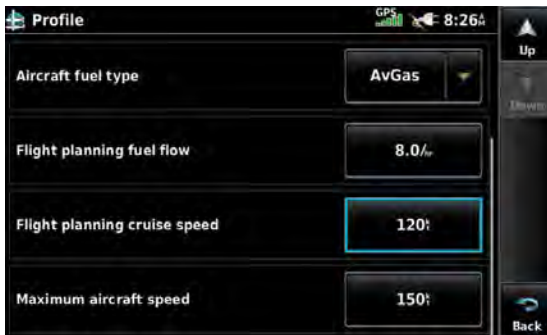 Profile GPS 8:26
Up
Aircraft fuel type AvGas
Down
Flight planning fuel flow 8.0/hr
Flight planning cruise speed 120
Maximum aircraft speed 150
Back